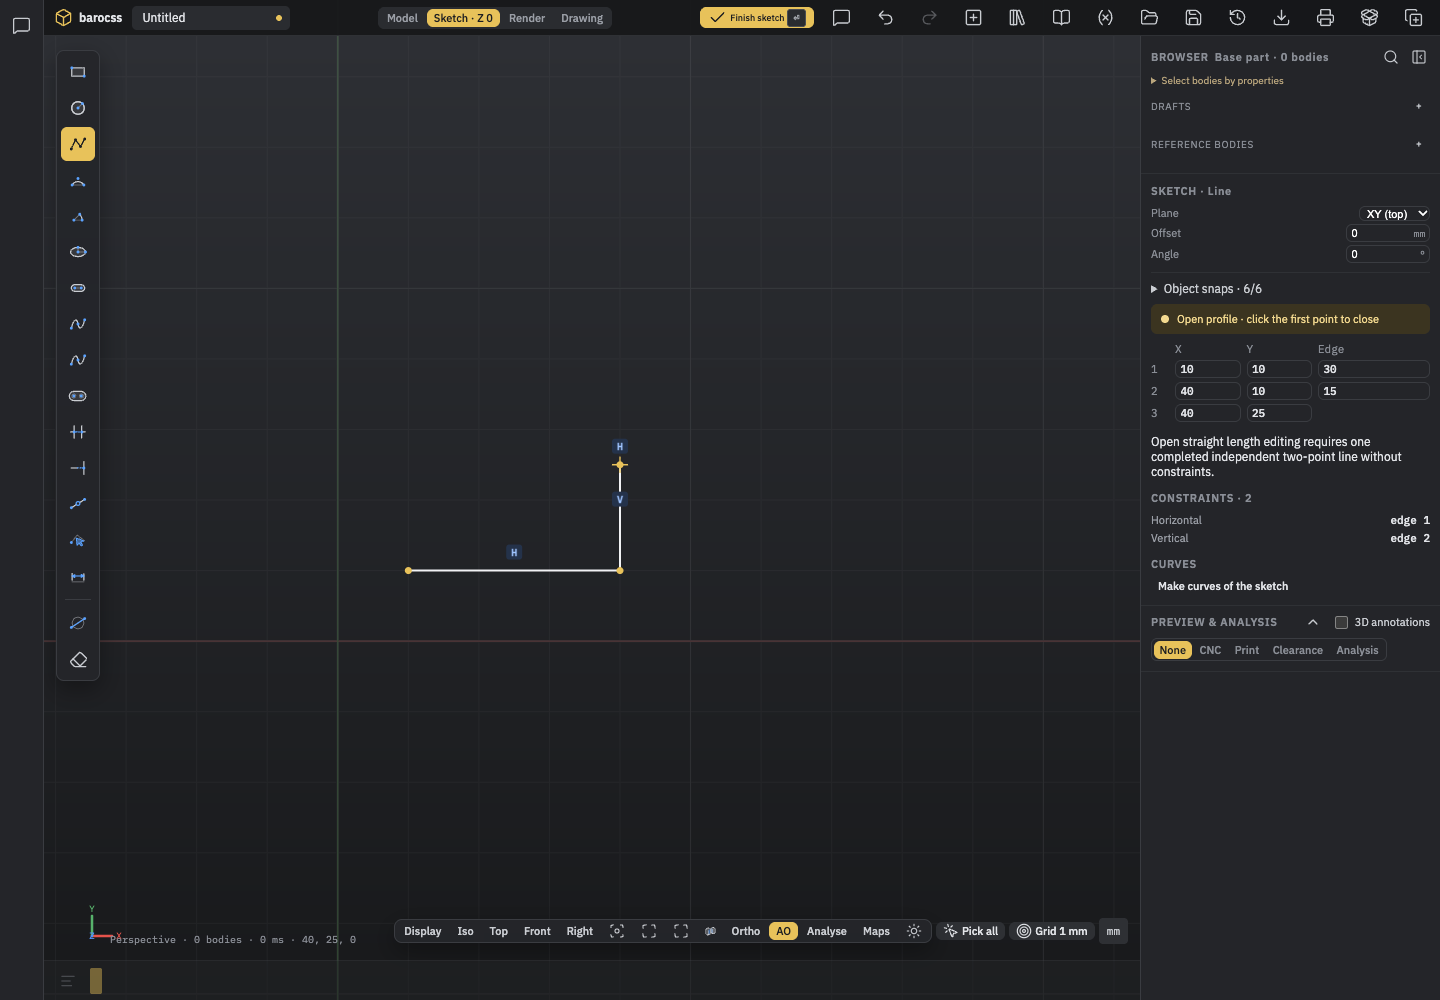 barocss
Untitled
Model
Sketch · Z 0
Render
Drawing
Finish sketch
BROWSER Base part · 0 bodies
Select bodies by properties
DRAFTS
+
REFERENCE BODIES
+
SKETCH · Line
Plane
XY (top)
Offset
0
mm
Angle
0
°
Object snaps · 6/6
Open profile · click the first point to close
X
Y
Edge
1
10
10
30
2
40
10
15
3
40
25
Open straight length editing requires one
completed independent two-point line without
constraints.
CONSTRAINTS · 2
Horizontal
edge 1
Vertical
edge 2
CURVES
Make curves of the sketch
PREVIEW & ANALYSIS
3D annotations
None
CNC
Print
Clearance
Analysis
H
V
H
Y
X
Z
Perspective · 0 bodies · 0 ms · 40, 25, 0
Display
Iso
Top
Front
Right
Ortho
AO
Analyse
Maps
Pick all
Grid 1 mm
mm